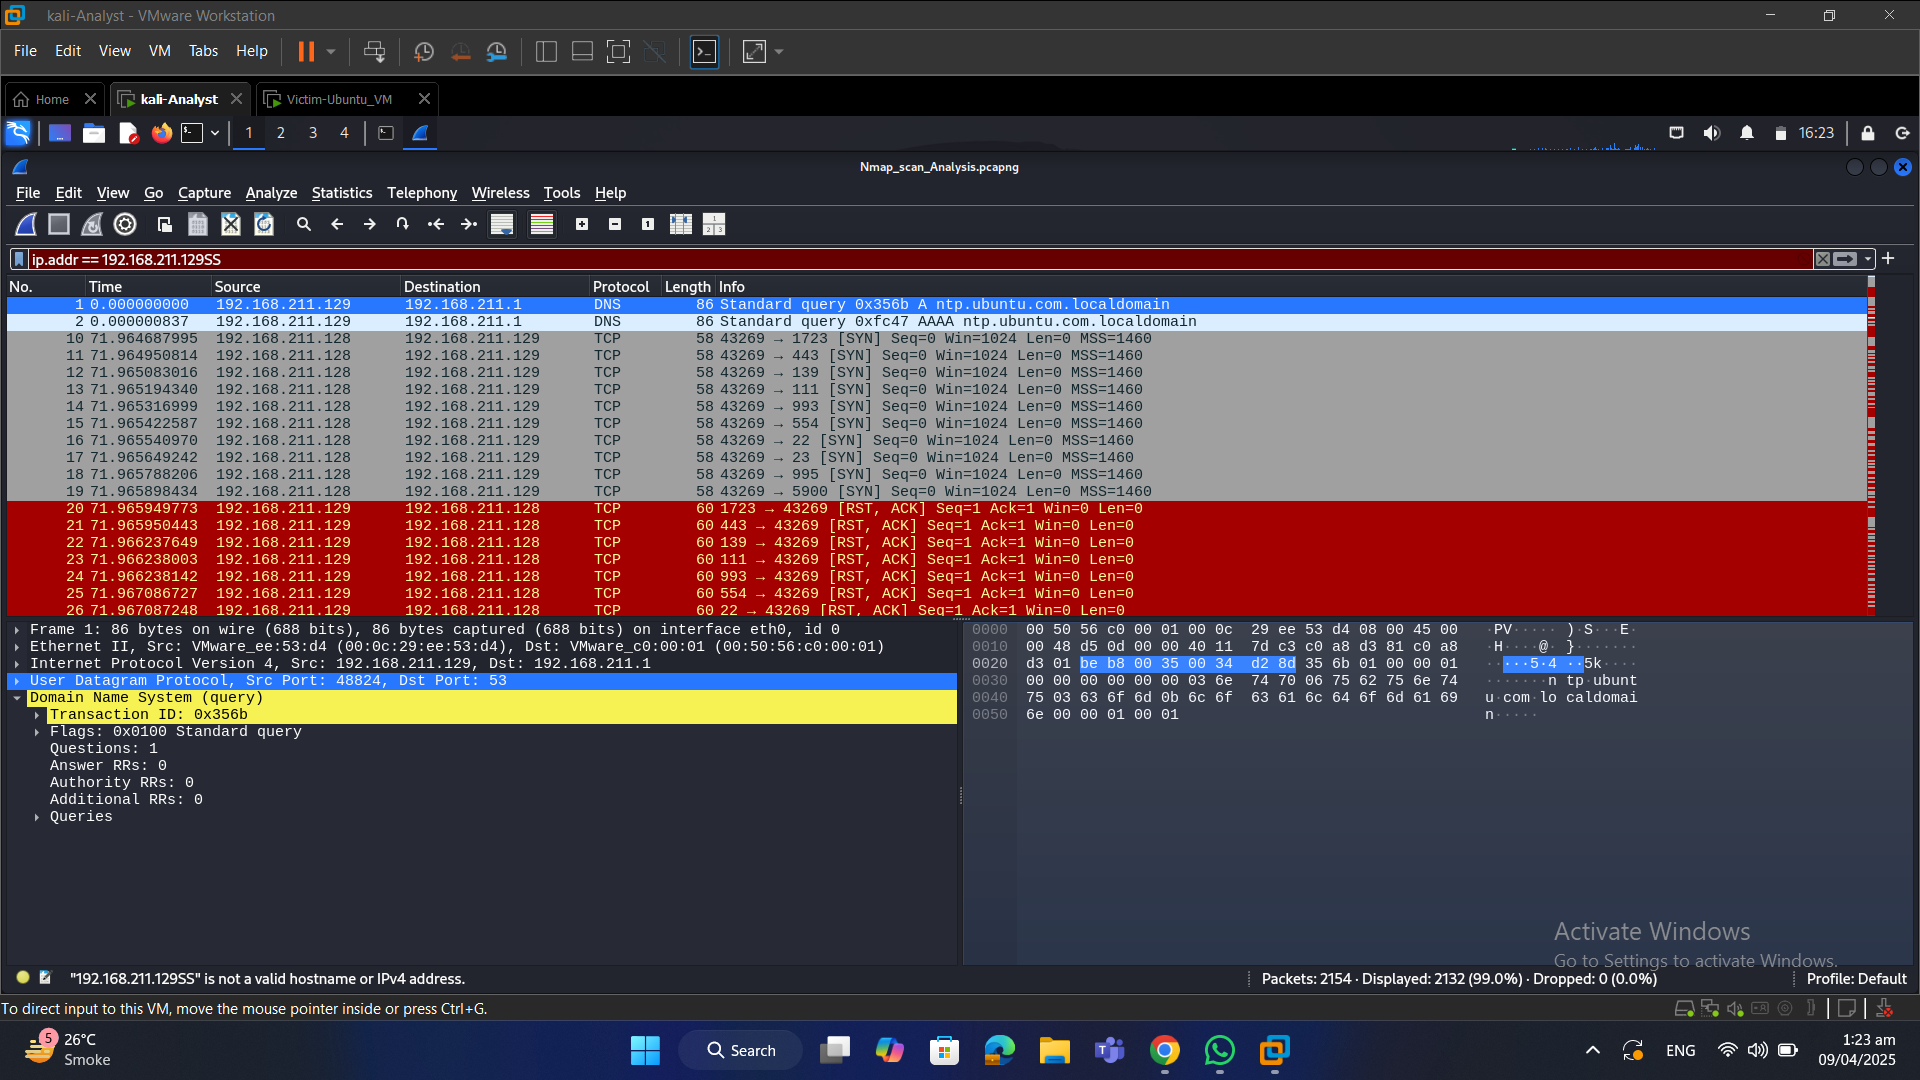 kali-Analyst - VMware Workstation
File Edit View VM Tabs Help
Home kali-Analyst Victim-Ubuntu_VM
1 2 3 4 16:23
Nmap_scan_Analysis.pcapng
File Edit View Go Capture Analyze Statistics Telephony Wireless Tools Help
ip.addr == 192.168.211.129SS
No. Time Source Destination Protocol Length Info
1 0.000000000 192.168.211.129 192.168.211.1 DNS 86 Standard query 0x356b A ntp.ubuntu.com.localdomain
2 0.000000837 192.168.211.129 192.168.211.1 DNS 86 Standard query 0xfc47 AAAA ntp.ubuntu.com.localdomain
10 71.964687995 192.168.211.128 192.168.211.129 TCP 58 43269 → 1723 [SYN] Seq=0 Win=1024 Len=0 MSS=1460
11 71.964950814 192.168.211.128 192.168.211.129 TCP 58 43269 → 443 [SYN] Seq=0 Win=1024 Len=0 MSS=1460
12 71.965083016 192.168.211.128 192.168.211.129 TCP 58 43269 → 139 [SYN] Seq=0 Win=1024 Len=0 MSS=1460
13 71.965194340 192.168.211.128 192.168.211.129 TCP 58 43269 → 111 [SYN] Seq=0 Win=1024 Len=0 MSS=1460
14 71.965316999 192.168.211.128 192.168.211.129 TCP 58 43269 → 993 [SYN] Seq=0 Win=1024 Len=0 MSS=1460
15 71.965422587 192.168.211.128 192.168.211.129 TCP 58 43269 → 554 [SYN] Seq=0 Win=1024 Len=0 MSS=1460
16 71.965540970 192.168.211.128 192.168.211.129 TCP 58 43269 → 22 [SYN] Seq=0 Win=1024 Len=0 MSS=1460
17 71.965649242 192.168.211.128 192.168.211.129 TCP 58 43269 → 23 [SYN] Seq=0 Win=1024 Len=0 MSS=1460
18 71.965788206 192.168.211.128 192.168.211.129 TCP 58 43269 → 995 [SYN] Seq=0 Win=1024 Len=0 MSS=1460
19 71.965898434 192.168.211.128 192.168.211.129 TCP 58 43269 → 5900 [SYN] Seq=0 Win=1024 Len=0 MSS=1460
20 71.965949773 192.168.211.129 192.168.211.128 TCP 60 1723 → 43269 [RST, ACK] Seq=1 Ack=1 Win=0 Len=0
21 71.965950443 192.168.211.129 192.168.211.128 TCP 60 443 → 43269 [RST, ACK] Seq=1 Ack=1 Win=0 Len=0
22 71.966237649 192.168.211.129 192.168.211.128 TCP 60 139 → 43269 [RST, ACK] Seq=1 Ack=1 Win=0 Len=0
23 71.966238003 192.168.211.129 192.168.211.128 TCP 60 111 → 43269 [RST, ACK] Seq=1 Ack=1 Win=0 Len=0
24 71.966238142 192.168.211.129 192.168.211.128 TCP 60 993 → 43269 [RST, ACK] Seq=1 Ack=1 Win=0 Len=0
25 71.967086727 192.168.211.129 192.168.211.128 TCP 60 554 → 43269 [RST, ACK] Seq=1 Ack=1 Win=0 Len=0
26 71.967087248 192.168.211.129 192.168.211.128 TCP 60 22 → 43269 [RST, ACK] Seq=1 Ack=1 Win=0 Len=0
Frame 1: 86 bytes on wire (688 bits), 86 bytes captured (688 bits) on interface eth0, id 0
Ethernet II, Src: VMware_ee:53:d4 (00:0c:29:ee:53:d4), Dst: VMware_c0:00:01 (00:50:56:c0:00:01)
Internet Protocol Version 4, Src: 192.168.211.129, Dst: 192.168.211.1
User Datagram Protocol, Src Port: 48824, Dst Port: 53
Domain Name System (query)
Transaction ID: 0x356b
Flags: 0x0100 Standard query
Questions: 1
Answer RRs: 0
Authority RRs: 0
Additional RRs: 0
Queries
0000 00 50 56 c0 00 01 00 0c 29 ee 53 d4 08 00 45 00 ·PV····· )·S···E·
0010 00 48 d5 0d 00 00 40 11 7d c3 c0 a8 d3 81 c0 a8 ·H····@· }·······
0020 d3 01 be b8 00 35 00 34 d2 8d 35 6b 01 00 00 01 ·····5·4 ··5k····
0030 00 00 00 00 00 00 03 6e 74 70 06 75 62 75 6e 74 ·······n tp·ubunt
0040 75 03 63 6f 6d 0b 6c 6f 63 61 6c 64 6f 6d 61 69 u·com·lo caldomai
0050 6e 00 00 01 00 01 n·····
Activate Windows
Go to Settings to activate Windows.
"192.168.211.129SS" is not a valid hostname or IPv4 address. Packets: 2154 · Displayed: 2132 (99.0%) · Dropped: 0 (0.0%) Profile: Default
To direct input to this VM, move the mouse pointer inside or press Ctrl+G.
5 26°C
Smoke
Search
ENG
1:23 am
09/04/2025